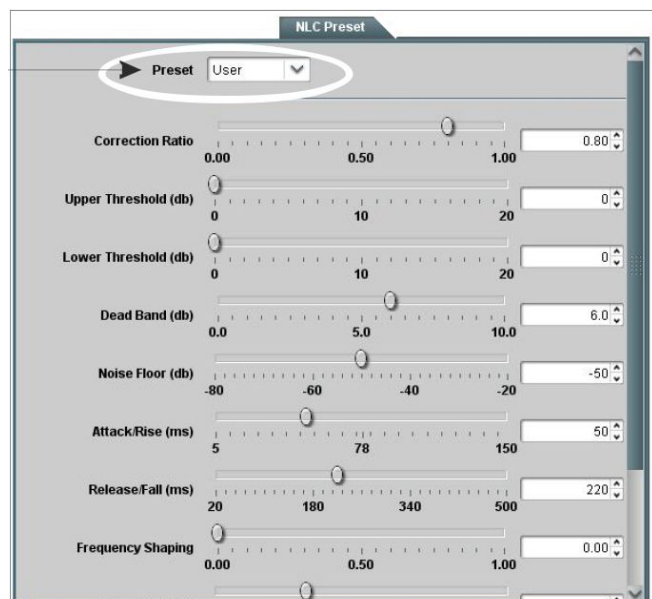 NLC Preset
Preset User
Correction Ratio 0.80
0.00 0.50 1.00
Upper Threshold (db) 0
0 10 20
Lower Threshold (db) 0
0 10 20
Dead Band (db) 6.0
0.0 5.0 10.0
Noise Floor (db) -50
-80 -60 -40 -20
Attack/Rise (ms) 50
5 78 150
Release/Fall (ms) 220
20 180 340 500
Frequency Shaping 0.00
0.00 0.50 1.00